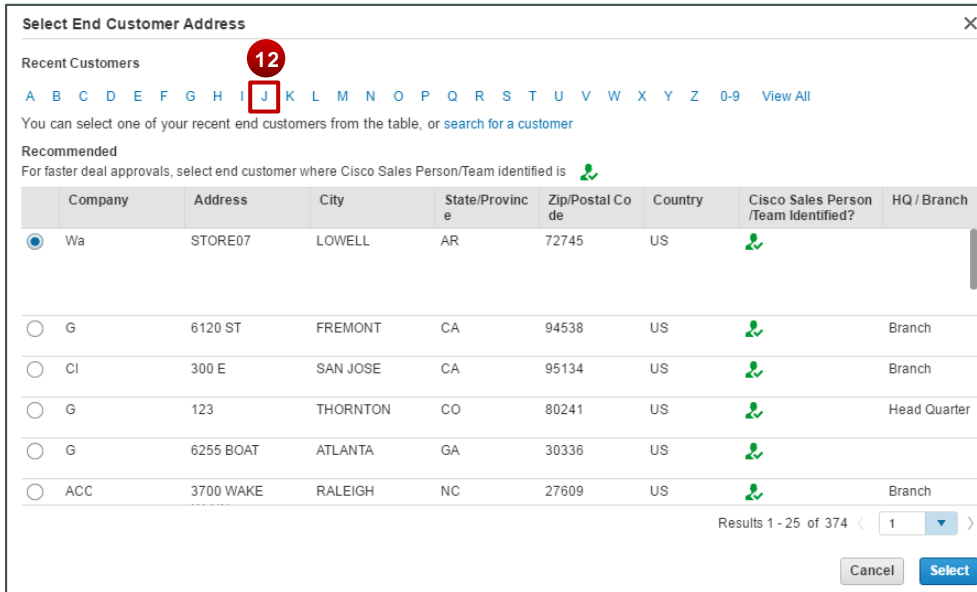 Select End Customer Address
Recent Customers
12
A B C D E F G H I J K L M N O P Q R S T U V W X Y Z 0-9 View All
You can select one of your recent end customers from the table, or search for a customer
Recommended
For faster deal approvals, select end customer where Cisco Sales Person/Team identified is
Company Address City State/Provinc Zip/Postal Co Country Cisco Sales Person HQ / Branch
e de /Team Identified?
Wa STORE07 LOWELL AR 72745 US
G 6120 ST FREMONT CA 94538 US Branch
CI 300 E SAN JOSE CA 95134 US Branch
G 123 THORNTON CO 80241 US Head Quarter
G 6255 BOAT ATLANTA GA 30336 US
ACC 3700 WAKE RALEIGH NC 27609 US Branch
Results 1 - 25 of 374 1
Cancel Select